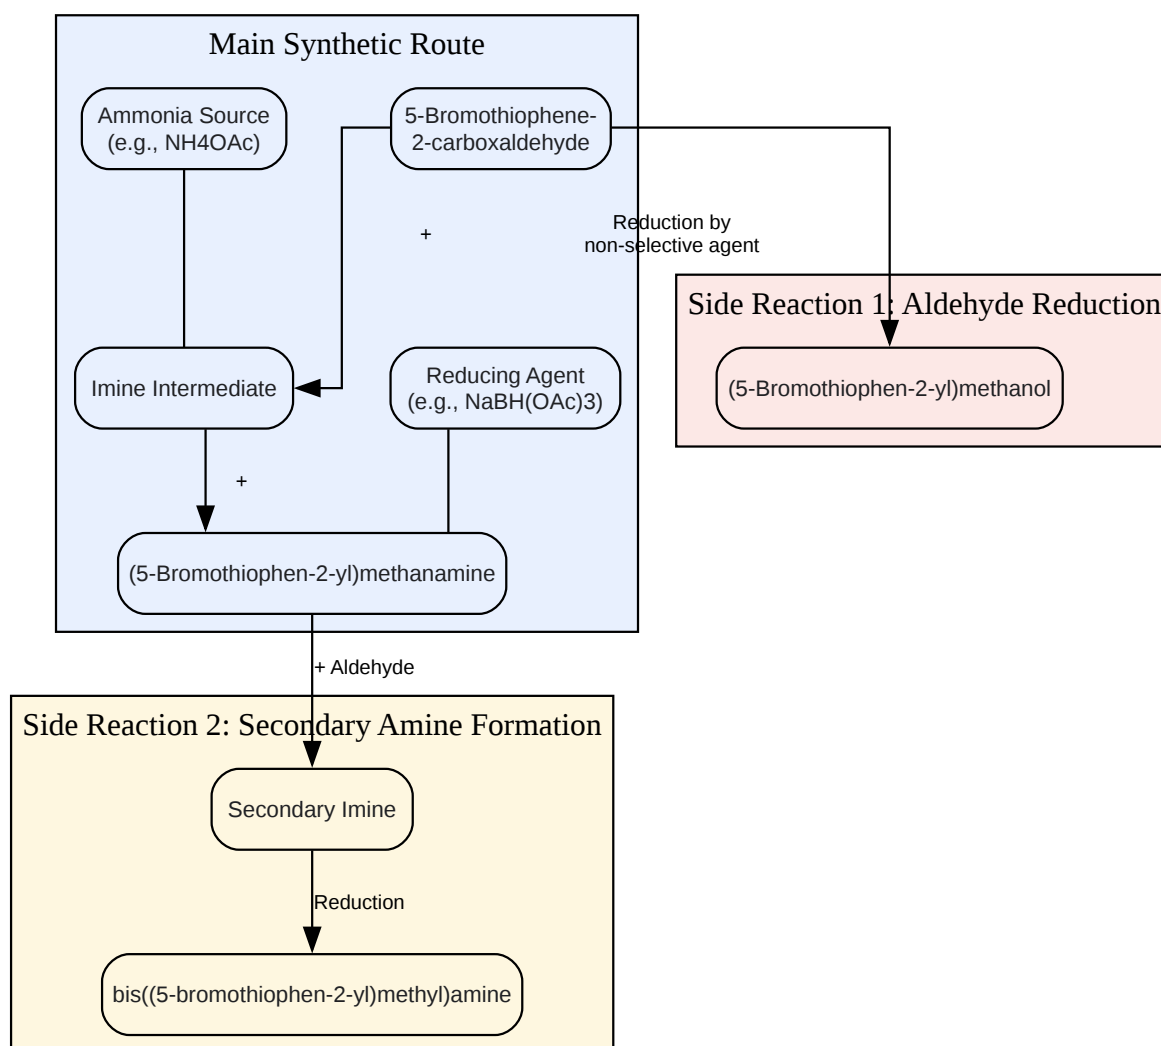 Main Synthetic Route
Ammonia Source
(e.g., NH4OAc)
5-Bromothiophene-
2-carboxaldehyde
+
Reduction by
non-selective agent
Side Reaction 1: Aldehyde Reduction
Imine Intermediate
Reducing Agent
(e.g., NaBH(OAc)3)
(5-Bromothiophen-2-yl)methanol
+
(5-Bromothiophen-2-yl)methanamine
+ Aldehyde
Side Reaction 2: Secondary Amine Formation
Secondary Imine
Reduction
bis((5-bromothiophen-2-yl)methyl)amine